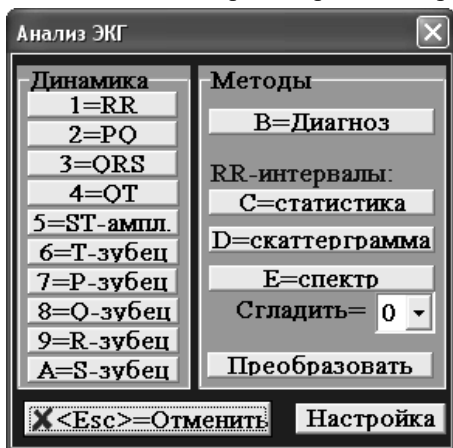 Анализ ЭКГ
Динамика
1=RR
2=PQ
3=QRS
4=QT
5=ST-ампл.
6=T-зубец
7=P-зубец
8=Q-зубец
9=R-зубец
A=S-зубец
Методы
B=Диагноз
RR-интервалы:
C=статистика
D=скаттерграмма
E=спектр
Сгладить= 0
Преобразовать
<Esc>=Отменить
Настройка